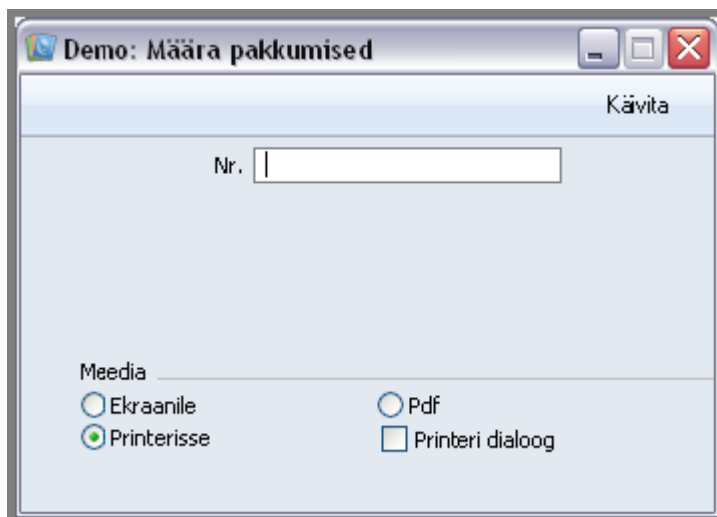 Demo: Määra pakkumised
Käivita
Nr.
Meedia
Ekraanile
Pdf
Printerisse
Printeri dialoog